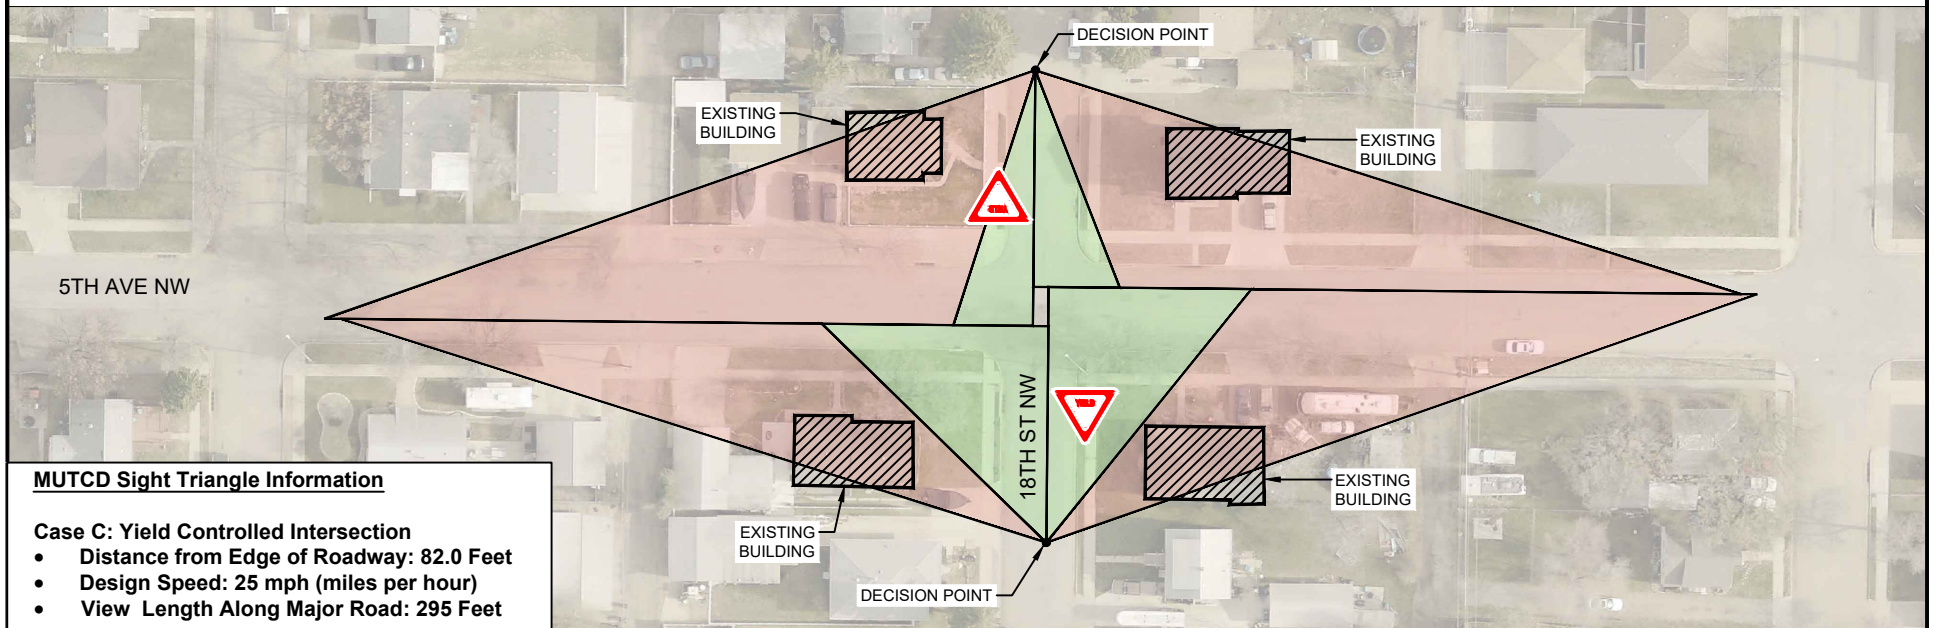 DECISION POINT
EXISTING
BUILDING
EXISTING
BUILDING
YIELD
5TH AVE NW
18TH ST NW
YIELD
EXISTING
BUILDING
EXISTING
BUILDING
DECISION POINT
MUTCD Sight Triangle Information
Case C: Yield Controlled Intersection
• Distance from Edge of Roadway: 82.0 Feet
• Design Speed: 25 mph (miles per hour)
• View Length Along Major Road: 295 Feet